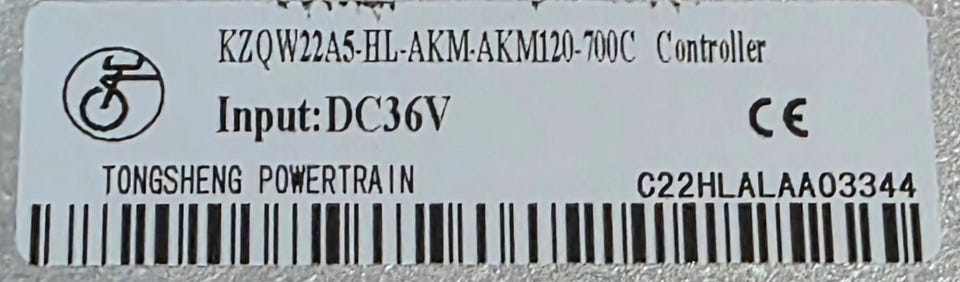 KZQW22A5-HL-AKM-AKM120-700C Controller
Input:DC36V
CE
TONGSHENG POWERTRAIN
C22HLALAA03344